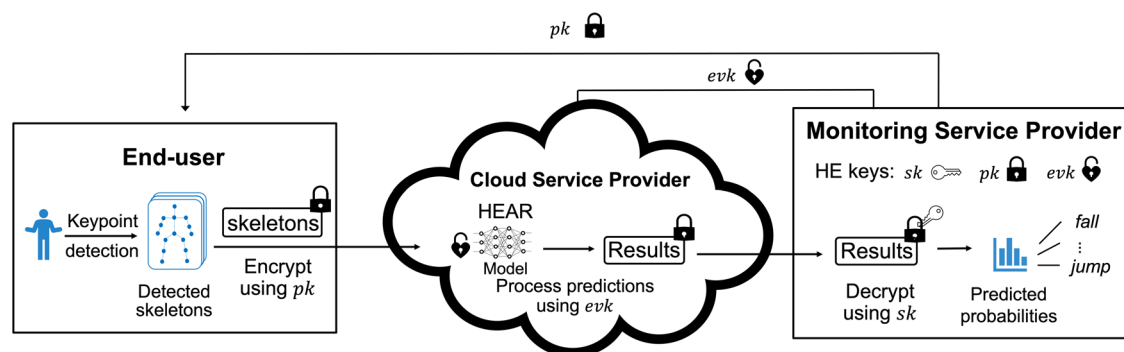 pk
evk
End-user
Keypoint
detection
Detected
skeletons
skeletons
Encrypt
using pk
Cloud Service Provider
HEAR
Model
Results
Process predictions
using evk
Monitoring Service Provider
HE keys: sk pk evk
Results
Decrypt
using sk
Predicted
probabilities
fall
⋮
jump